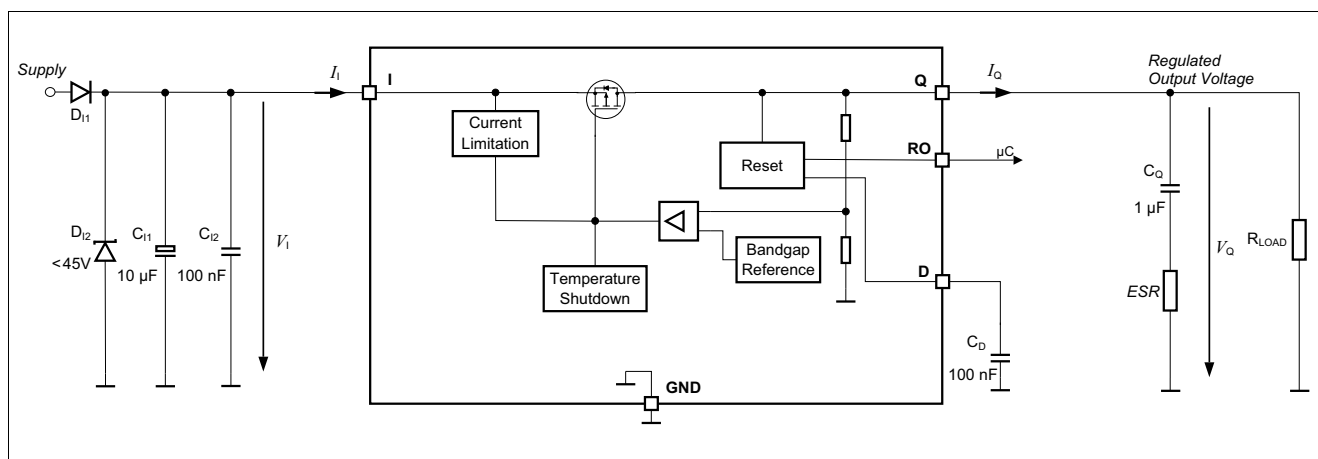 Supply
D_I1
I_I
I
Q
I_Q
Regulated
Output Voltage
Current
Limitation
Reset
RO
µC
C_Q
1 µF
D_I2
<45V
C_I1
10 µF
C_I2
100 nF
V_I
Bandgap
Reference
Temperature
Shutdown
D
C_D
100 nF
ESR
V_Q
R_LOAD
GND